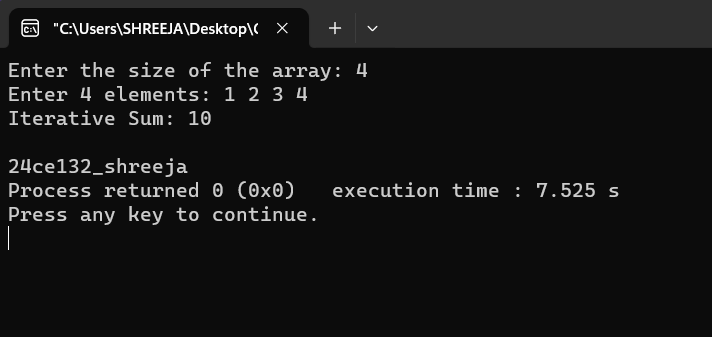 "C:\Users\SHREEJA\Desktop\C
Enter the size of the array: 4
Enter 4 elements: 1 2 3 4
Iterative Sum: 10
24ce132_shreeja
Process returned 0 (0x0)   execution time : 7.525 s
Press any key to continue.